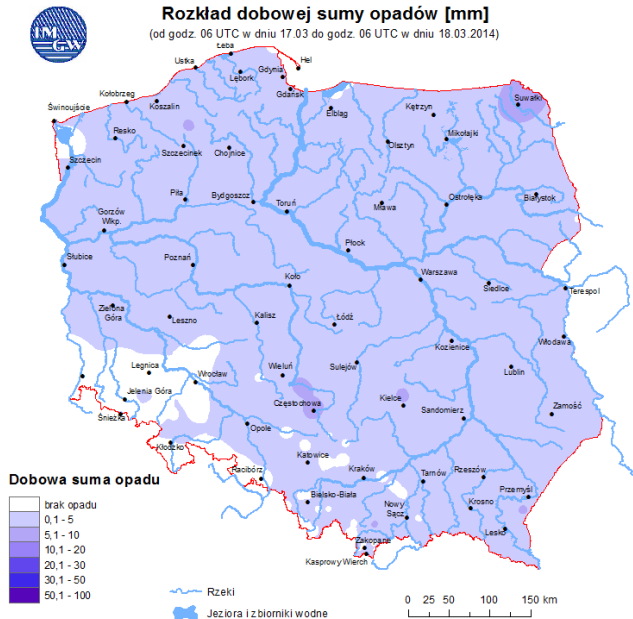 Rozkład dobowej sumy opadów [mm]
(od godz. 06 UTC w dniu 17.03 do godz. 06 UTC w dniu 18.03.2014)
IM
GW
Łeba
Hel
Ustka
Gdynia
Lębork
Gdańsk
Kołobrzeg
Koszalin
Elbląg
Kętrzyn
Suwałki
Świnoujście
Resko
Mikołajki
Olsztyn
Szczecinek
Chojnice
Szczecin
Piła
Bydgoszcz
Toruń
Mława
Ostrołęka
Białystok
Gorzów
Wlkp.
Płock
Słubice
Poznań
Koło
Warszawa
Siedlce
Terespol
Zielona
Góra
Leszno
Kalisz
Łódź
Kozienice
Włodawa
Legnica
Wrocław
Wieluń
Sulejów
Lublin
Jelenia Góra
Częstochowa
Kielce
Sandomierz
Zamość
Śnieżka
Opole
Kłodzko
Katowice
Racibórz
Kraków
Tarnów
Rzeszów
Bielsko-Biała
Przemyśl
Nowy
Sącz
Krosno
Lesko
Zakopane
Kasprowy Wierch
Dobowa suma opadu
brak opadu
0,1 - 5
5,1 - 10
10,1 - 20
20,1 - 30
30,1 - 50
50,1 - 100
Rzeki
Jeziora i zbiorniki wodne
0 25 50 100 150 km